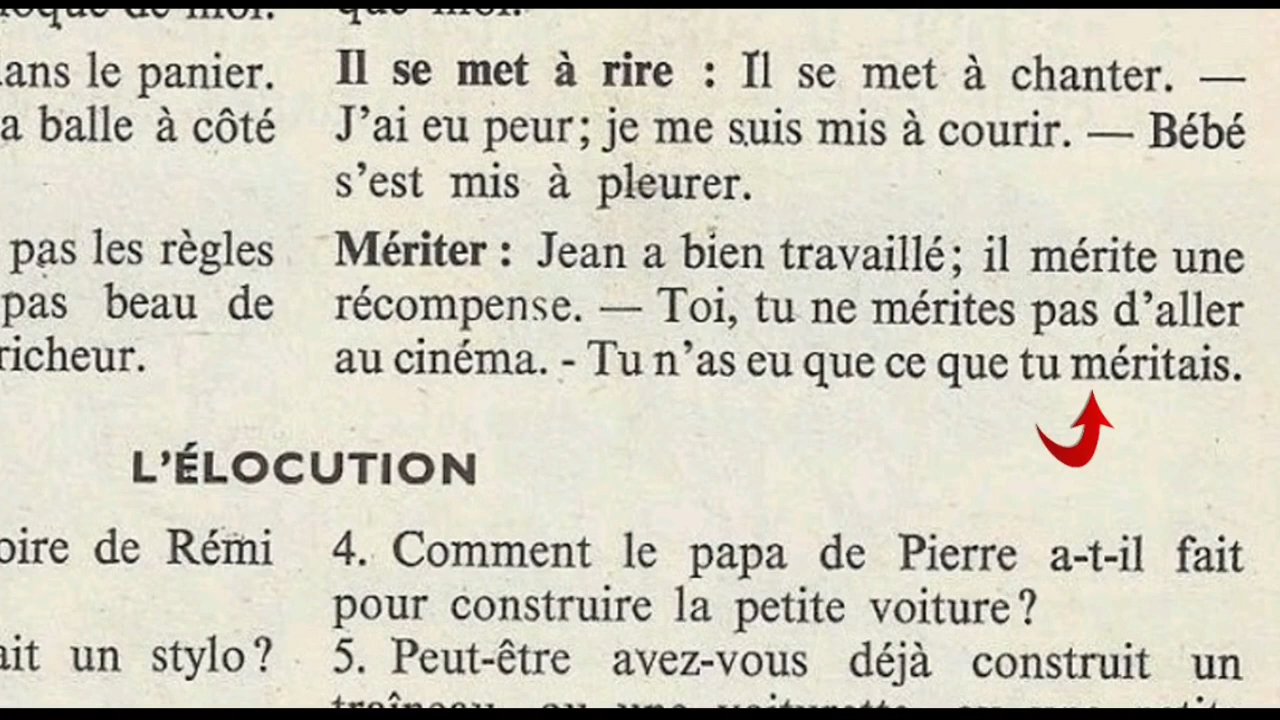 que moi.
dans le panier.
a balle à côté
Il se met à rire : Il se met à chanter. —
J’ai eu peur; je me suis mis à courir. — Bébé
s’est mis à pleurer.
pas les règles
pas beau de
richeur.
Mériter : Jean a bien travaillé; il mérite une
récompense. — Toi, tu ne mérites pas d’aller
au cinéma. - Tu n’as eu que ce que tu méritais.
L’ÉLOCUTION
oire de Rémi
ait un stylo?
4. Comment le papa de Pierre a-t-il fait
pour construire la petite voiture?
5. Peut-être avez-vous déjà construit un